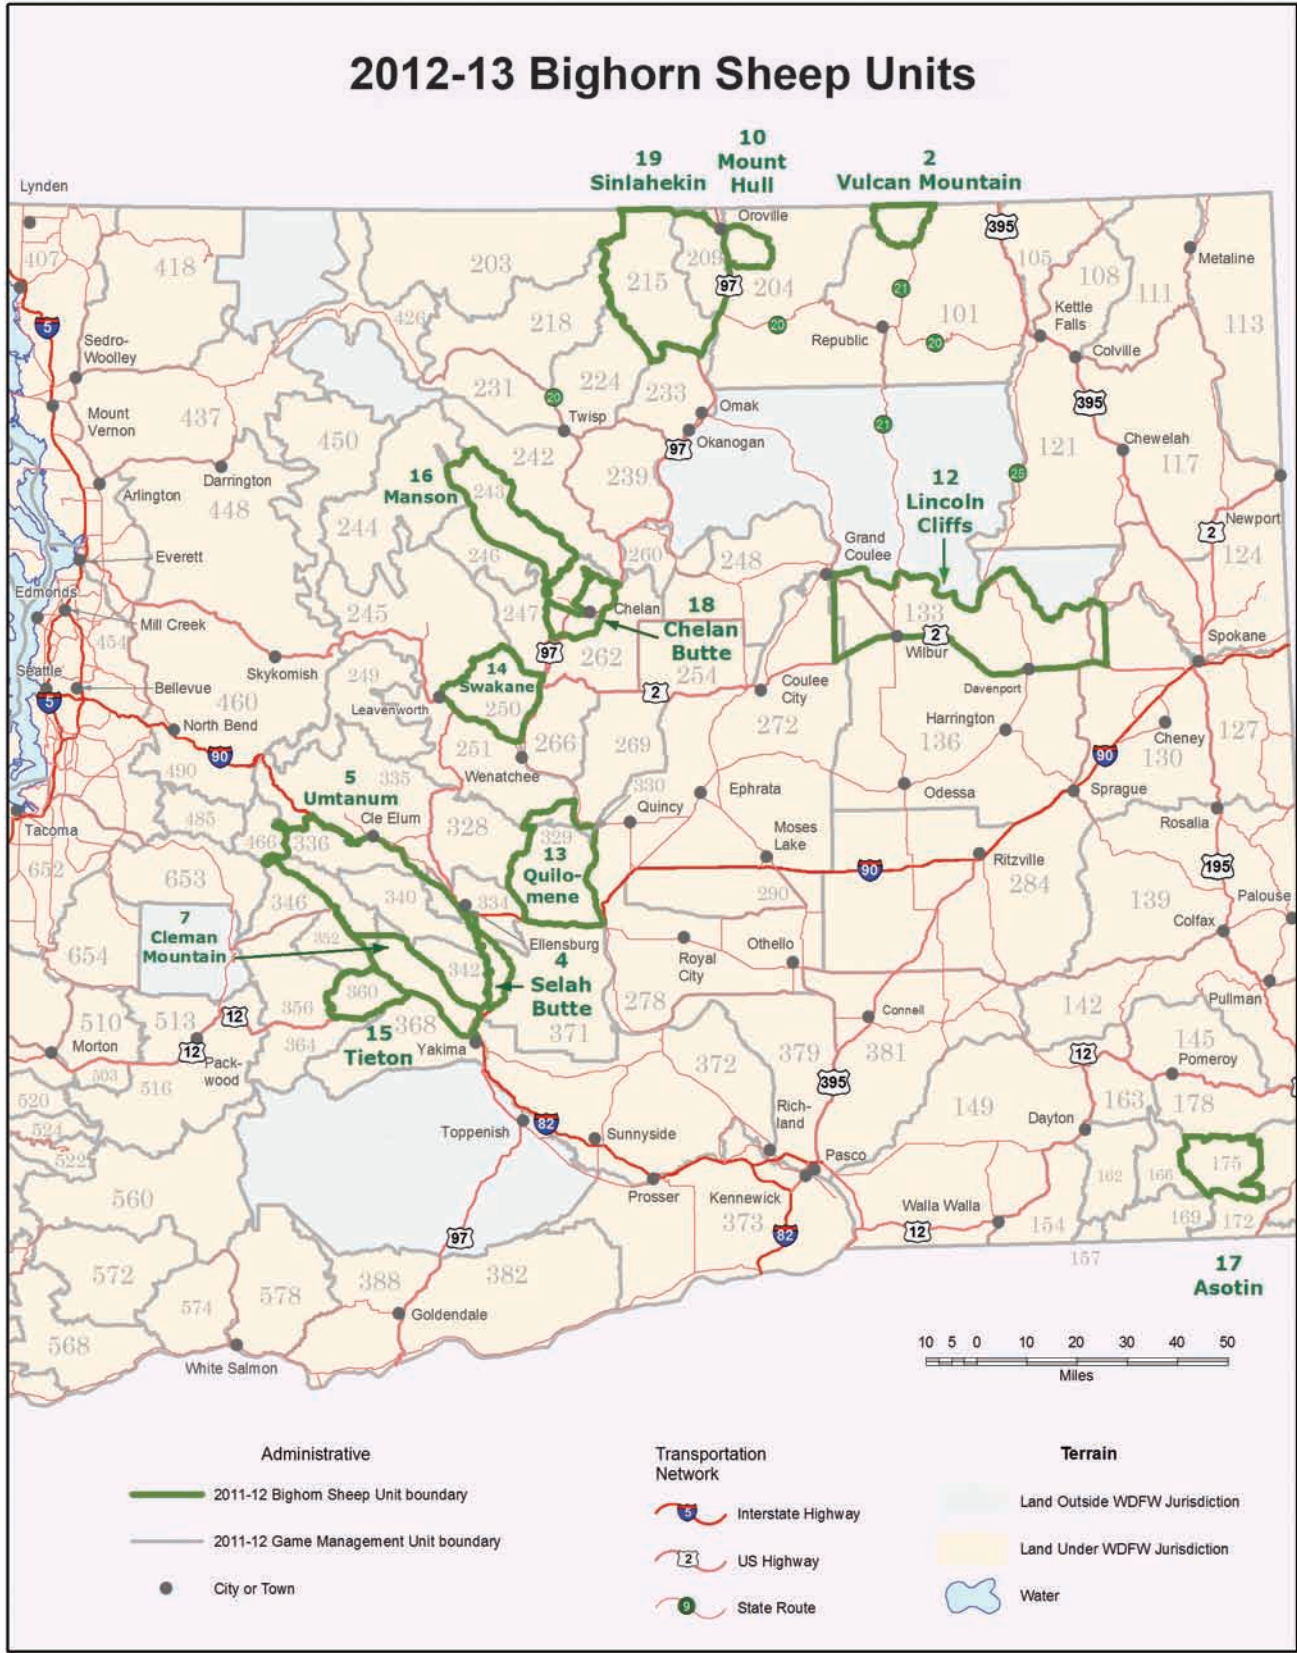 2012-13 Bighorn Sheep Units
10
Mount
Hull
19
Sinlahekin
2
Vulcan Mountain
Lynden
Oroville
395
407
418
203
215
209
97
204
105
108
111
Metaline
113
5
426
218
21
101
20
Republic
20
Kettle
Falls
Colville
Sedro-
Woolley
231
224
233
20
Twisp
Omak
Okanogan
97
395
Mount
Vernon
437
450
242
239
21
121
Chewelah
117
16
Manson
243
25
12
Lincoln
Cliffs
Arlington
Darrington
448
244
Newport
2
124
Everett
246
260
248
Grand
Coulee
Edmonds
Mill Creek
454
245
247
Chelan
18
Chelan
Butte
133
2
Wilbur
Spokane
Seattle
5
Bellevue
460
Skykomish
249
Leavenworth
14
Swakane
250
97
262
254
2
Coulee
City
Davenport
North Bend
90
251
Wenatchee
266
269
272
Harrington
136
Cheney
130
127
90
490
5
Umtanum
335
Cle Elum
330
Quincy
Ephrata
Odessa
Sprague
Rosalia
Tacoma
485
466
336
328
329
13
Quilo-
mene
Moses
Lake
90
Ritzville
284
195
652
653
346
340
334
290
139
Palouse
Colfax
7
Cleman
Mountain
654
352
342
Ellensburg
4
Selah
Butte
Royal
City
Othello
360
356
12
278
Connell
142
Pullman
510
513
Morton
12
Pack-
wood
364
15
Tieton
368
Yakima
371
372
379
381
395
12
145
Pomeroy
503
516
520
524
522
Toppenish
82
Sunnyside
Rich-
land
149
Dayton
163
178
Prosser
Kennewick
Pasco
162
166
175
560
373
82
Walla Walla
12
154
169
172
157
97
17
Asotin
572
574
578
388
382
Goldendale
568
White Salmon
10 5 0 10 20 30 40 50
Miles
Administrative
2011-12 Bighorn Sheep Unit boundary
2011-12 Game Management Unit boundary
City or Town
Transportation
Network
5
Interstate Highway
2
US Highway
9
State Route
Terrain
Land Outside WDFW Jurisdiction
Land Under WDFW Jurisdiction
Water